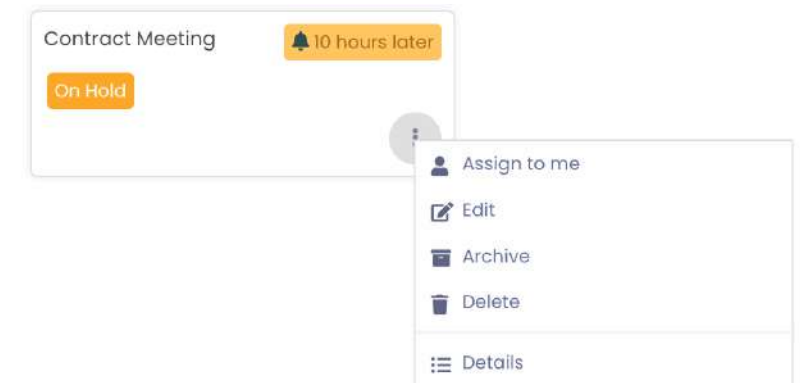 Contract Meeting
10 hours later
On Hold
Assign to me
Edit
Archive
Delete
Details